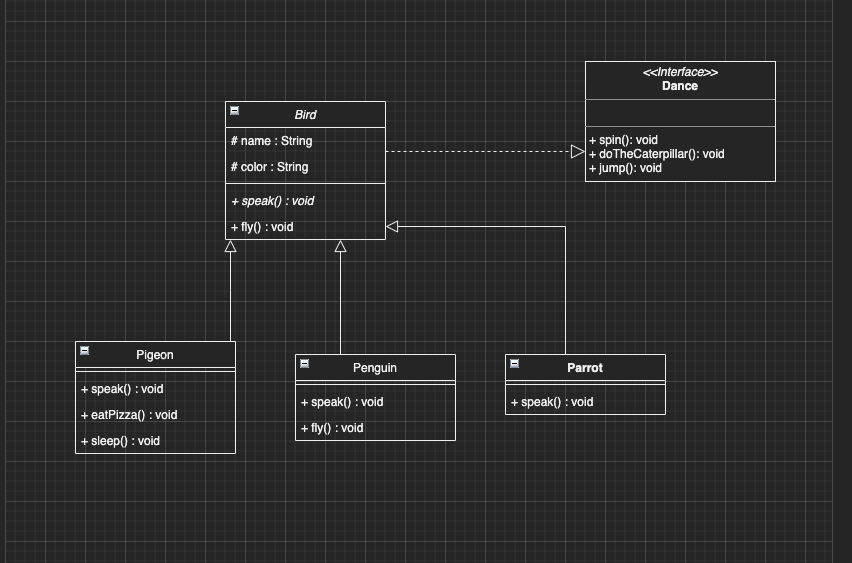 <<Interface>>
Dance
+ spin(): void
+ doTheCaterpillar(): void
+ jump(): void
Bird
# name : String
# color : String
+ speak() : void
+ fly() : void
Pigeon
+ speak() : void
+ eatPizza() : void
+ sleep() : void
Penguin
+ speak() : void
+ fly() : void
Parrot
+ speak() : void